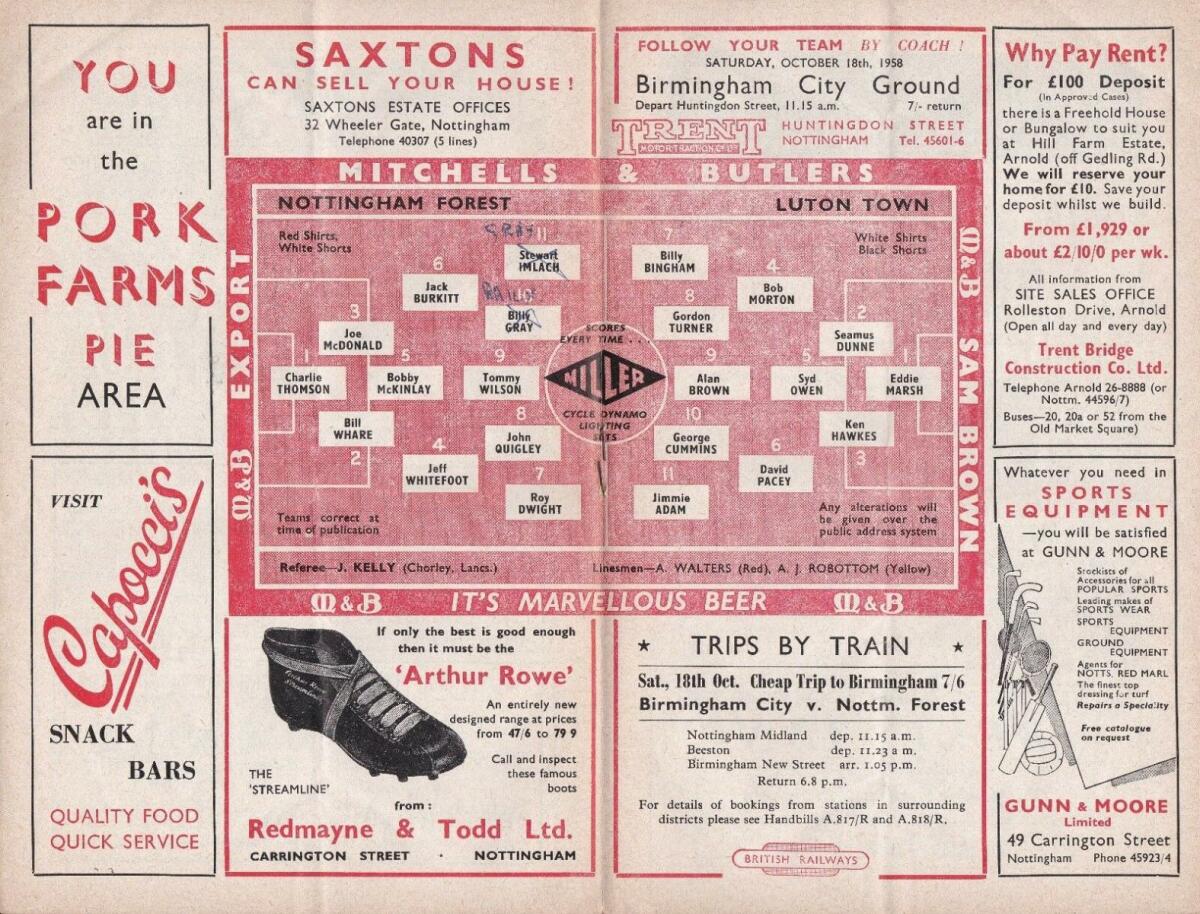 YOU
are in
the
PORK
FARMS
PIE
AREA
VISIT
Capocci's
SNACK
BARS
QUALITY FOOD
QUICK SERVICE
SAXTONS
CAN SELL YOUR HOUSE!
SAXTONS ESTATE OFFICES
32 Wheeler Gate, Nottingham
Telephone 40307 (5 lines)
FOLLOW YOUR TEAM BY COACH !
SATURDAY, OCTOBER 18th, 1958
Birmingham City Ground
Depart Huntingdon Street, 11.15 a.m. 7/- return
TRENT
MOTOR TRACTION CO LTD
HUNTINGDON STREET
NOTTINGHAM Tel. 45601-6
MITCHELLS & BUTLERS
M&B EXPORT
M&B SAM BROWN
NOTTINGHAM FOREST
LUTON TOWN
Red Shirts,
White Shorts
White Shirts
Black Shorts
GRAY
11
Stewart
IMLACH
7
Billy
BINGHAM
6
Jack
BURKITT
4
Bob
MORTON
10
Billy
GRAY
8
Gordon
TURNER
3
Joe
McDONALD
2
Seamus
DUNNE
SCORES
EVERY TIME . . .
MILLER
CYCLE DYNAMO
LIGHTING
SETS
1
Charlie
THOMSON
5
Bobby
McKINLAY
9
Tommy
WILSON
9
Alan
BROWN
5
Syd
OWEN
1
Eddie
MARSH
Bill
WHARE
2
8
John
QUIGLEY
10
George
CUMMINS
Ken
HAWKES
3
4
Jeff
WHITEFOOT
6
David
PACEY
7
Roy
DWIGHT
11
Jimmie
ADAM
Teams correct at
time of publication
Any alterations will
be given over the
public address system
Referee—J. KELLY (Chorley, Lancs.)
Linesmen—A. WALTERS (Red), A. J. ROBOTTOM (Yellow)
M&B IT'S MARVELLOUS BEER M&B
If only the best is good enough
then it must be the
'Arthur Rowe'
An entirely new
designed range at prices
from 47/6 to 79 9
Call and inspect
these famous
boots
Arthur Rowe
Streamline
THE
'STREAMLINE'
from :
Redmayne & Todd Ltd.
CARRINGTON STREET · NOTTINGHAM
★ TRIPS BY TRAIN ★
Sat., 18th Oct. Cheap Trip to Birmingham 7/6
Birmingham City v. Nottm. Forest
Nottingham Midland dep. 11.15 a.m.
Beeston dep. 11.23 a m.
Birmingham New Street arr. 1.05 p.m.
Return 6.8 p.m.
For details of bookings from stations in surrounding
districts please see Handbills A.817/R and A.818/R.
BRITISH RAILWAYS
Why Pay Rent?
For £100 Deposit
(In Approved Cases)
there is a Freehold House
or Bungalow to suit you
at Hill Farm Estate,
Arnold (off Gedling Rd.)
We will reserve your
home for £10. Save your
deposit whilst we build.
From £1,929 or
about £2/10/0 per wk.
All information from
SITE SALES OFFICE
Rolleston Drive, Arnold
(Open all day and every day)
Trent Bridge
Construction Co. Ltd.
Telephone Arnold 26-8888 (or
Nottm. 44596/7)
Buses—20, 20a or 52 from the
Old Market Square)
Whatever you need in
SPORTS
EQUIPMENT
—you will be satisfied
at GUNN & MOORE
Stockists of
Accessories for all
POPULAR SPORTS
Leading makes of
SPORTS WEAR
SPORTS
EQUIPMENT
GROUND
EQUIPMENT
Agents for
NOTTS. RED MARL
The finest top
dressing for turf
Repairs a Speciality
Free catalogue
on request
GUNN & MOORE
Limited
49 Carrington Street
Nottingham Phone 45923/4